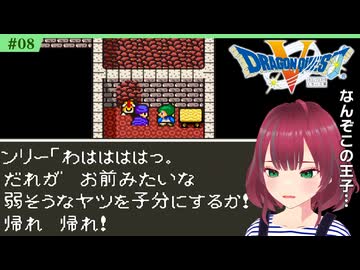 #08
DRAGON QUEST
V
なんぞこの王子…
ンリー「わははははっ。
だれが お前みたいな
弱そうなヤツを子分にするか!
帰れ 帰れ!